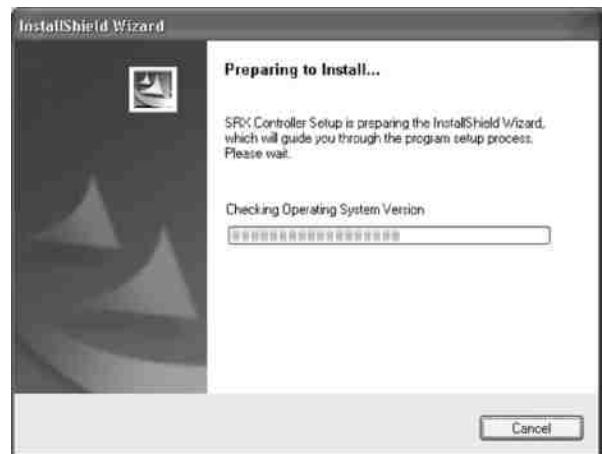 InstallShield Wizard
Preparing to Install...
SRX Controller Setup is preparing the InstallShield Wizard,
which will guide you through the program setup process.
Please wait.
Checking Operating System Version
Cancel